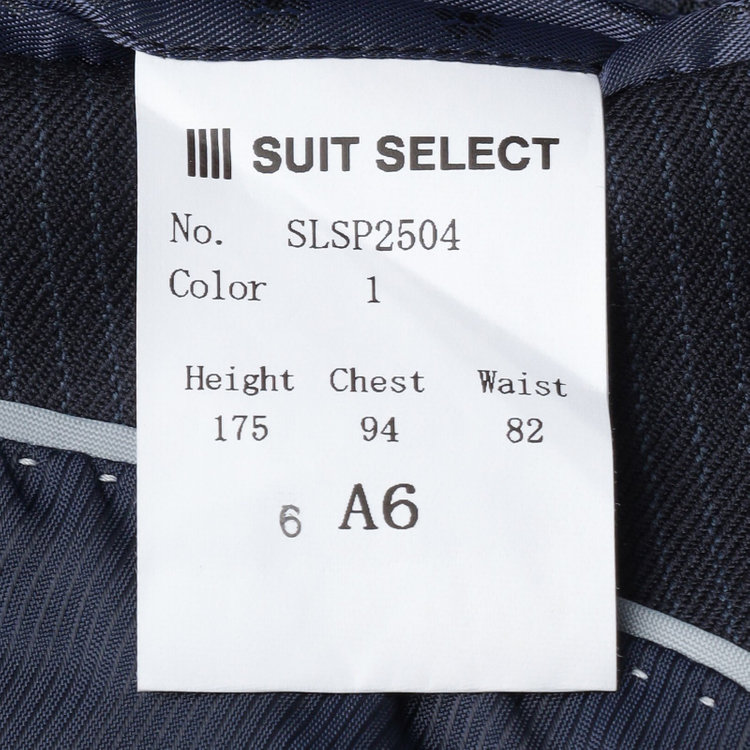 SUIT SELECT
No. SLSP2504
Color 1
Height Chest Waist
175 94 82
6 A6